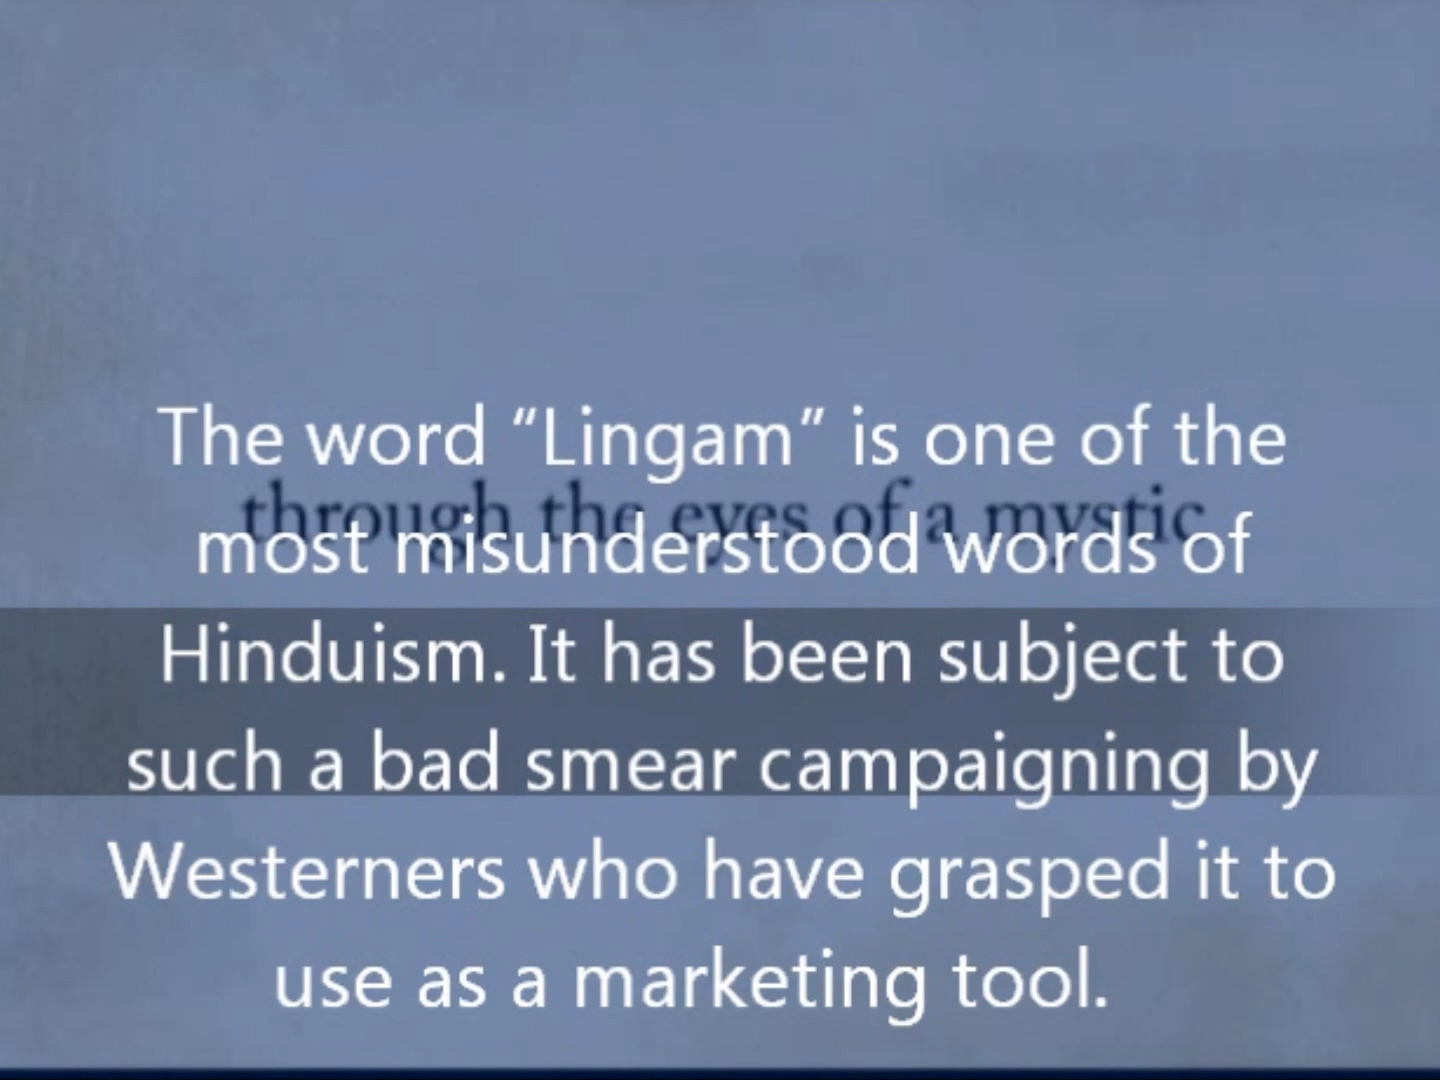 The word “Lingam” is one of the
through the eyes of a mystic
most misunderstood words of
Hinduism. It has been subject to
such a bad smear campaigning by
Westerners who have grasped it to
use as a marketing tool.